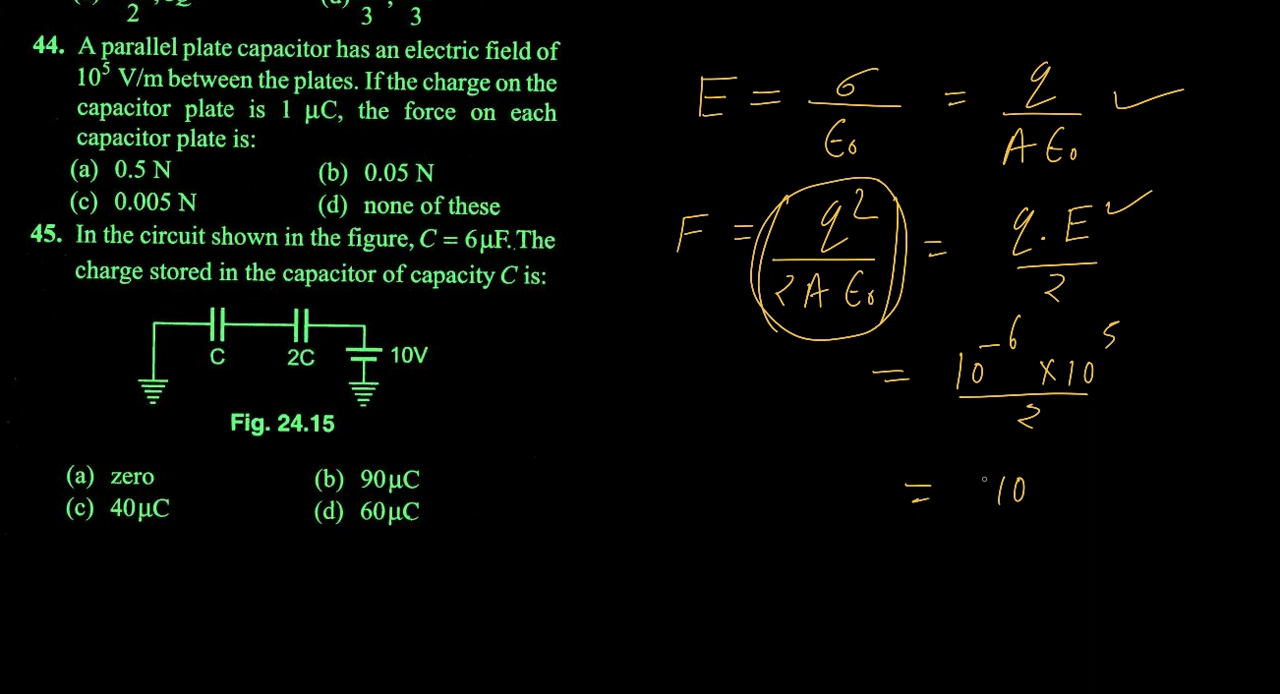 2
3 3
44. A parallel plate capacitor has an electric field of
10⁵ V/m between the plates. If the charge on the
capacitor plate is 1 μC, the force on each
capacitor plate is:
(a) 0.5 N (b) 0.05 N
(c) 0.005 N (d) none of these
45. In the circuit shown in the figure, C = 6μF. The
charge stored in the capacitor of capacity C is:
C 2C 10V
Fig. 24.15
(a) zero (b) 90μC
(c) 40μC (d) 60μC
E = σ/ε₀ = q/Aε₀ ✓
F = q²/2Aε₀ = q.E/2 ✓
= 10⁻⁶ × 10⁵/2
= .10